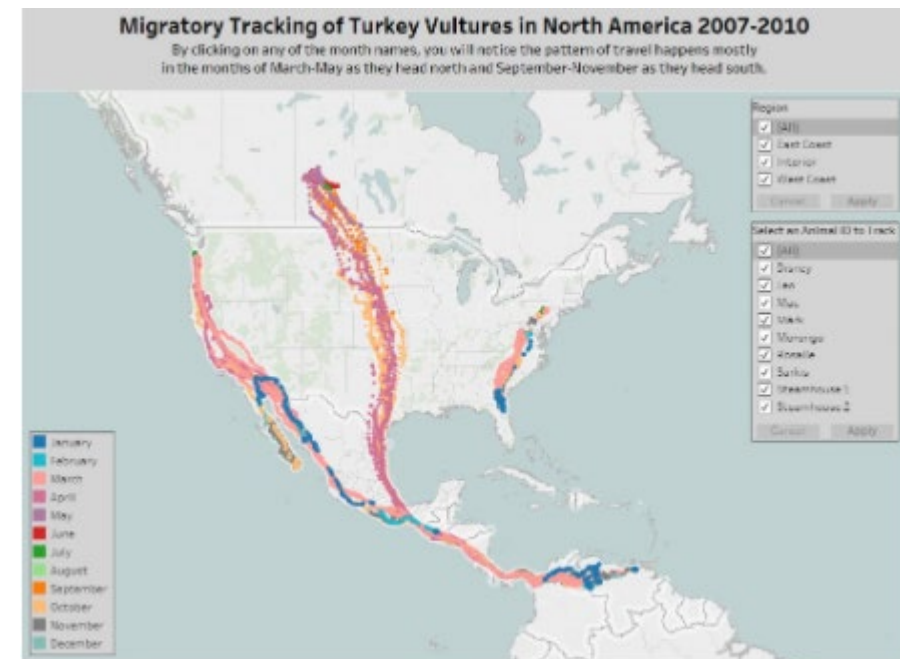 Migratory Tracking of Turkey Vultures in North America 2007-2010
By clicking on any of the month names, you will notice the pattern of travel happens mostly
in the months of March-May as they head north and September-November as they head south.
Region
(All)
East Coast
Interior
West Coast
Cancel Apply
Select an Animal ID to Track
(All)
Disney
Leo
Mac
Mark
Morongo
Rosalie
Sarkis
Steamhouse 1
Steamhouse 2
Cancel Apply
January
February
March
April
May
June
July
August
September
October
November
December